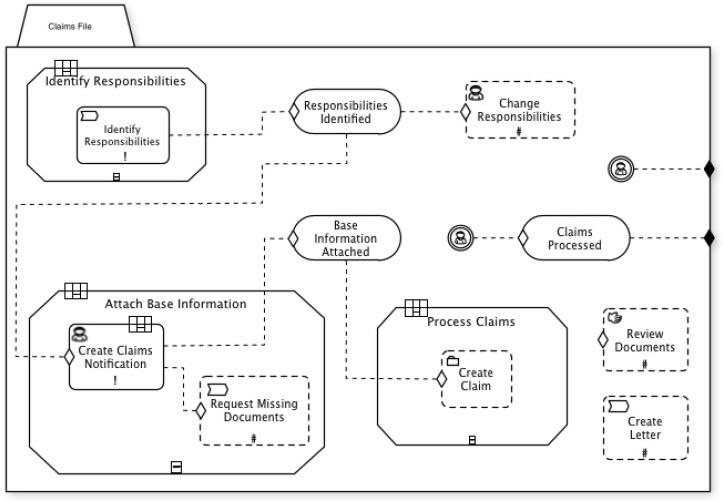 Claims File
Identify Responsibilities
Identify
Responsibilities
!
Responsibilities
Identified
Change
Responsibilities
#
Base
Information
Attached
Claims
Processed
Attach Base Information
Create Claims
Notification
!
Request Missing
Documents
#
Process Claims
Create
Claim
Review
Documents
#
Create
Letter
#